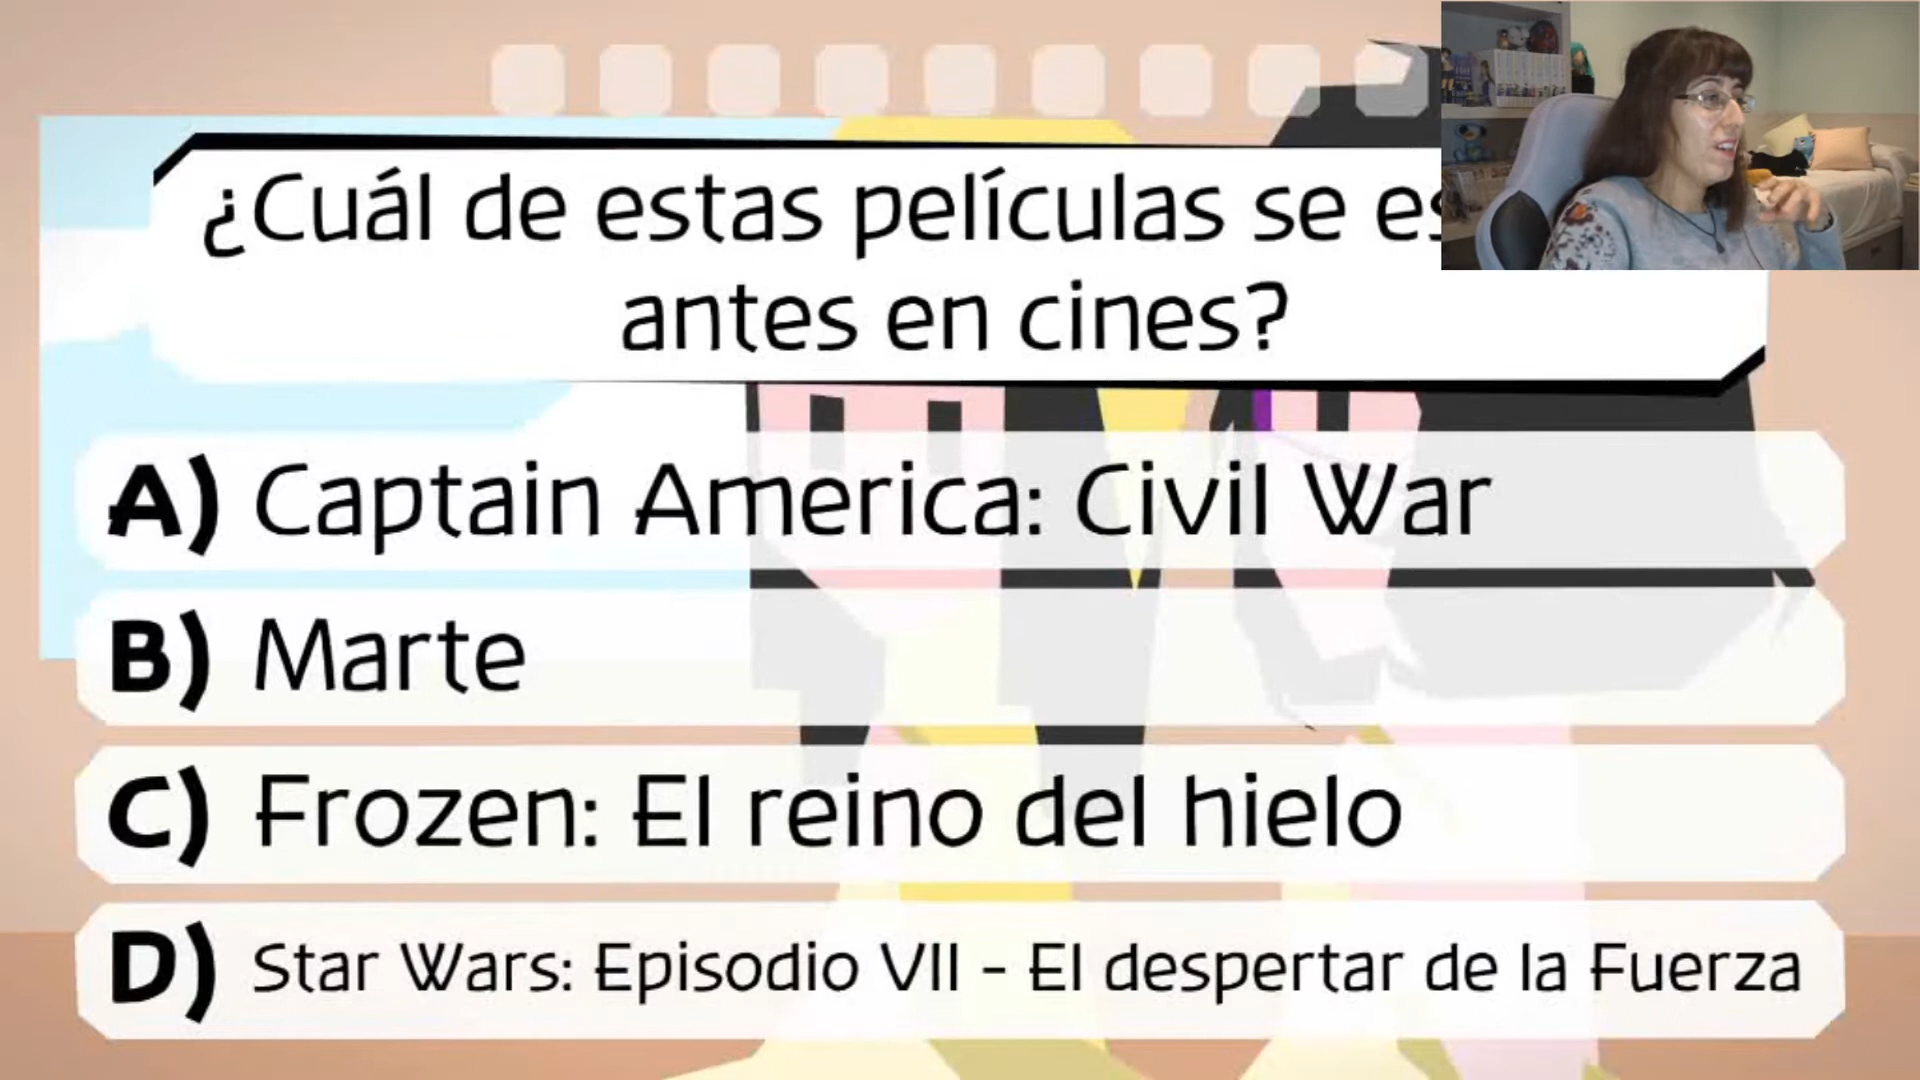 ¿Cuál de estas películas se
antes en cines?
A) Captain America: Civil War
B) Marte
C) Frozen: El reino del hielo
D) Star Wars: Episodio VII - El despertar de la Fuerza